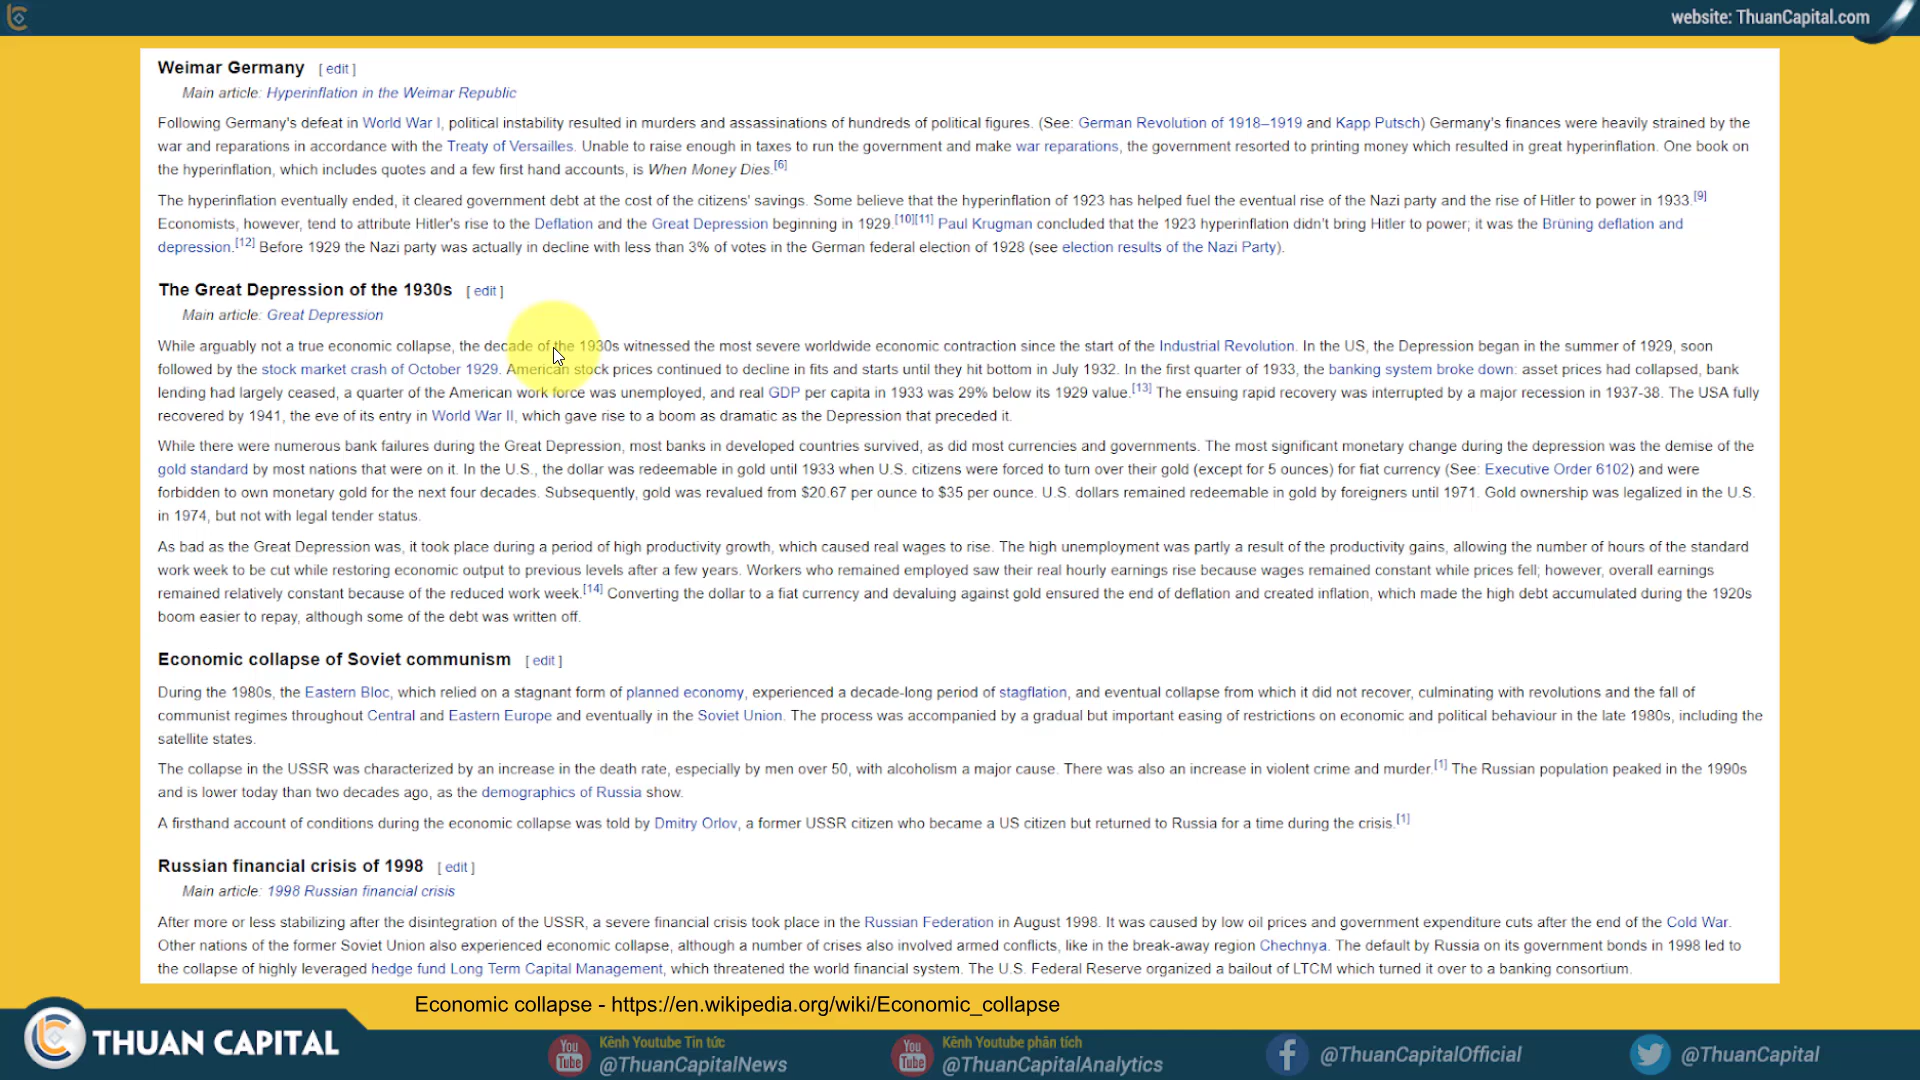 website: ThuanCapital.com
Weimar Germany [ edit ]
Main article: Hyperinflation in the Weimar Republic
Following Germany's defeat in World War I, political instability resulted in murders and assassinations of hundreds of political figures. (See: German Revolution of 1918–1919 and Kapp Putsch) Germany's finances were heavily strained by the
war and reparations in accordance with the Treaty of Versailles. Unable to raise enough in taxes to run the government and make war reparations, the government resorted to printing money which resulted in great hyperinflation. One book on
the hyperinflation, which includes quotes and a few first hand accounts, is When Money Dies.[6]
The hyperinflation eventually ended, it cleared government debt at the cost of the citizens' savings. Some believe that the hyperinflation of 1923 has helped fuel the eventual rise of the Nazi party and the rise of Hitler to power in 1933.[9]
Economists, however, tend to attribute Hitler's rise to the Deflation and the Great Depression beginning in 1929.[10][11] Paul Krugman concluded that the 1923 hyperinflation didn't bring Hitler to power; it was the Brüning deflation and
depression.[12] Before 1929 the Nazi party was actually in decline with less than 3% of votes in the German federal election of 1928 (see election results of the Nazi Party).
The Great Depression of the 1930s [ edit ]
Main article: Great Depression
While arguably not a true economic collapse, the decade of the 1930s witnessed the most severe worldwide economic contraction since the start of the Industrial Revolution. In the US, the Depression began in the summer of 1929, soon
followed by the stock market crash of October 1929. American stock prices continued to decline in fits and starts until they hit bottom in July 1932. In the first quarter of 1933, the banking system broke down: asset prices had collapsed, bank
lending had largely ceased, a quarter of the American work force was unemployed, and real GDP per capita in 1933 was 29% below its 1929 value.[13] The ensuing rapid recovery was interrupted by a major recession in 1937-38. The USA fully
recovered by 1941, the eve of its entry in World War II, which gave rise to a boom as dramatic as the Depression that preceded it.
While there were numerous bank failures during the Great Depression, most banks in developed countries survived, as did most currencies and governments. The most significant monetary change during the depression was the demise of the
gold standard by most nations that were on it. In the U.S., the dollar was redeemable in gold until 1933 when U.S. citizens were forced to turn over their gold (except for 5 ounces) for fiat currency (See: Executive Order 6102) and were
forbidden to own monetary gold for the next four decades. Subsequently, gold was revalued from $20.67 per ounce to $35 per ounce. U.S. dollars remained redeemable in gold by foreigners until 1971. Gold ownership was legalized in the U.S.
in 1974, but not with legal tender status.
As bad as the Great Depression was, it took place during a period of high productivity growth, which caused real wages to rise. The high unemployment was partly a result of the productivity gains, allowing the number of hours of the standard
work week to be cut while restoring economic output to previous levels after a few years. Workers who remained employed saw their real hourly earnings rise because wages remained constant while prices fell; however, overall earnings
remained relatively constant because of the reduced work week.[14] Converting the dollar to a fiat currency and devaluing against gold ensured the end of deflation and created inflation, which made the high debt accumulated during the 1920s
boom easier to repay, although some of the debt was written off.
Economic collapse of Soviet communism [ edit ]
During the 1980s, the Eastern Bloc, which relied on a stagnant form of planned economy, experienced a decade-long period of stagflation, and eventual collapse from which it did not recover, culminating with revolutions and the fall of
communist regimes throughout Central and Eastern Europe and eventually in the Soviet Union. The process was accompanied by a gradual but important easing of restrictions on economic and political behaviour in the late 1980s, including the
satellite states.
The collapse in the USSR was characterized by an increase in the death rate, especially by men over 50, with alcoholism a major cause. There was also an increase in violent crime and murder.[1] The Russian population peaked in the 1990s
and is lower today than two decades ago, as the demographics of Russia show.
A firsthand account of conditions during the economic collapse was told by Dmitry Orlov, a former USSR citizen who became a US citizen but returned to Russia for a time during the crisis.[1]
Russian financial crisis of 1998 [ edit ]
Main article: 1998 Russian financial crisis
After more or less stabilizing after the disintegration of the USSR, a severe financial crisis took place in the Russian Federation in August 1998. It was caused by low oil prices and government expenditure cuts after the end of the Cold War.
Other nations of the former Soviet Union also experienced economic collapse, although a number of crises also involved armed conflicts, like in the break-away region Chechnya. The default by Russia on its government bonds in 1998 led to
the collapse of highly leveraged hedge fund Long Term Capital Management, which threatened the world financial system. The U.S. Federal Reserve organized a bailout of LTCM which turned it over to a banking consortium.
Economic collapse - https://en.wikipedia.org/wiki/Economic_collapse
THUAN CAPITAL
You Tube
Kênh Youtube Tin tức
@ThuanCapitalNews
You Tube
Kênh Youtube phân tích
@ThuanCapitalAnalytics
@ThuanCapitalOfficial
@ThuanCapital